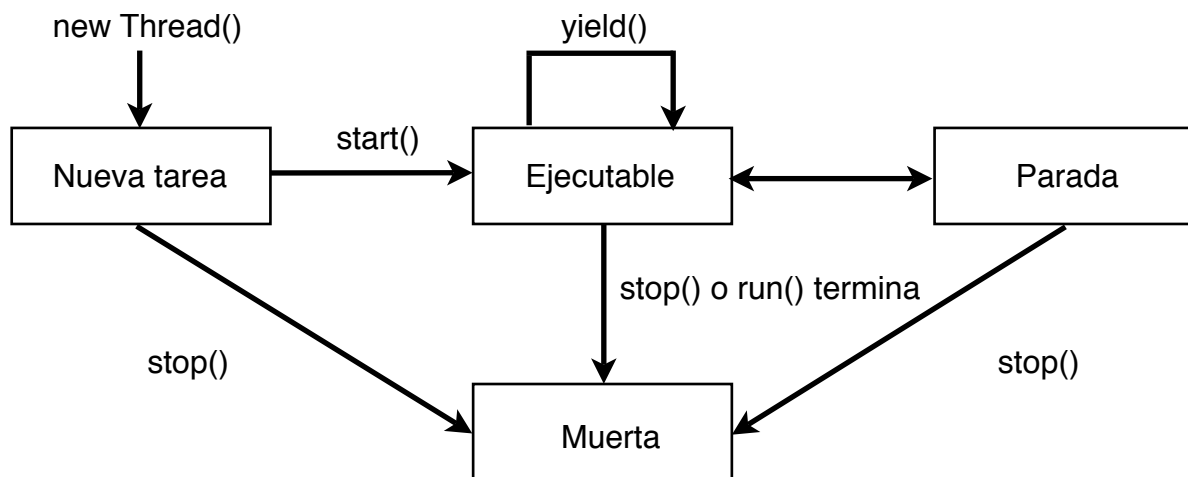 new Thread()
yield()
start()
Nueva tarea
Ejecutable
Parada
stop() o run() termina
stop()
stop()
Muerta